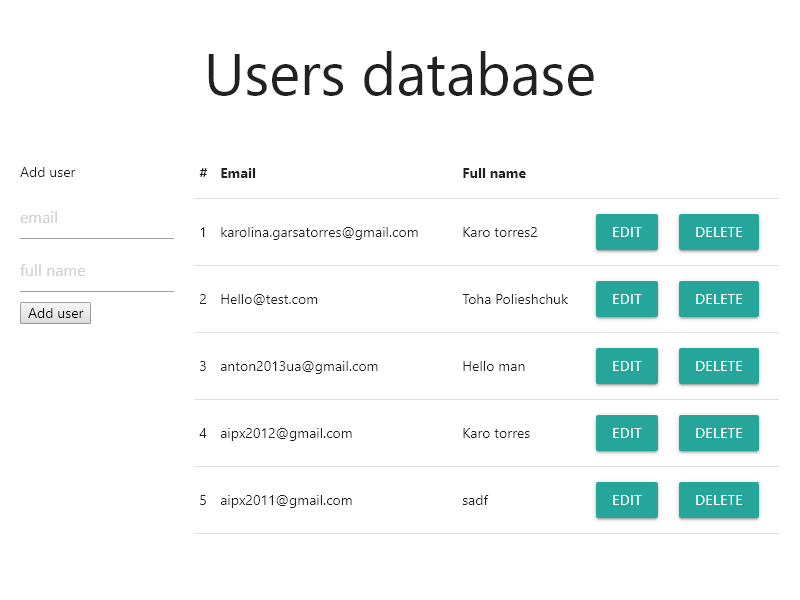 Users database
Add user
email
full name
Add user
# Email Full name
1 karolina.garsatorres@gmail.com Karo torres2 EDIT DELETE
2 Hello@test.com Toha Polieshchuk EDIT DELETE
3 anton2013ua@gmail.com Hello man EDIT DELETE
4 aipx2012@gmail.com Karo torres EDIT DELETE
5 aipx2011@gmail.com sadf EDIT DELETE